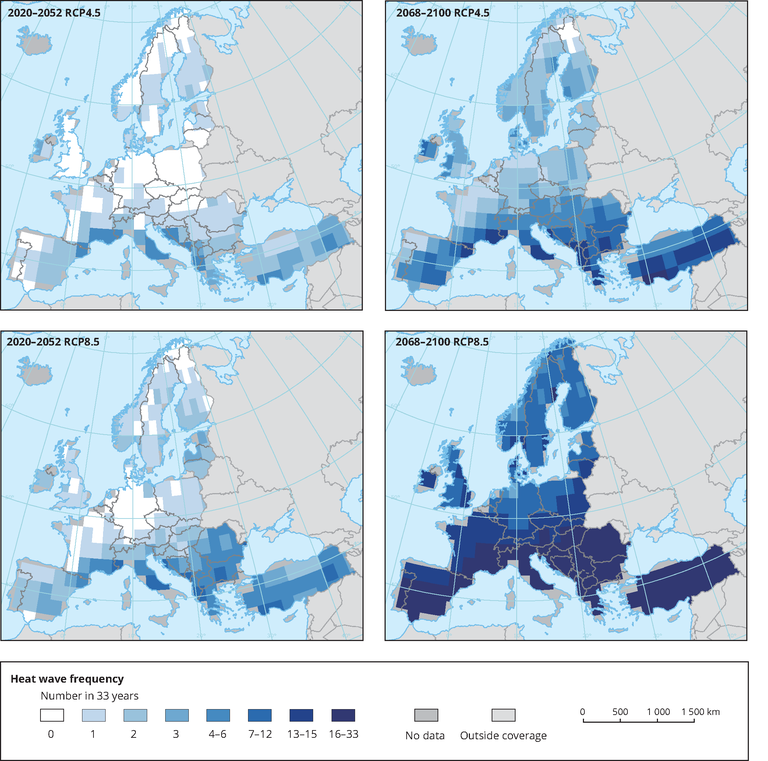 2020–2052 RCP4.5
2068–2100 RCP4.5
2020–2052 RCP8.5
2068–2100 RCP8.5
Heat wave frequency
Number in 33 years
0 1 2 3 4–6 7–12 13–15 16–33
No data
Outside coverage
0 500 1 000 1 500 km